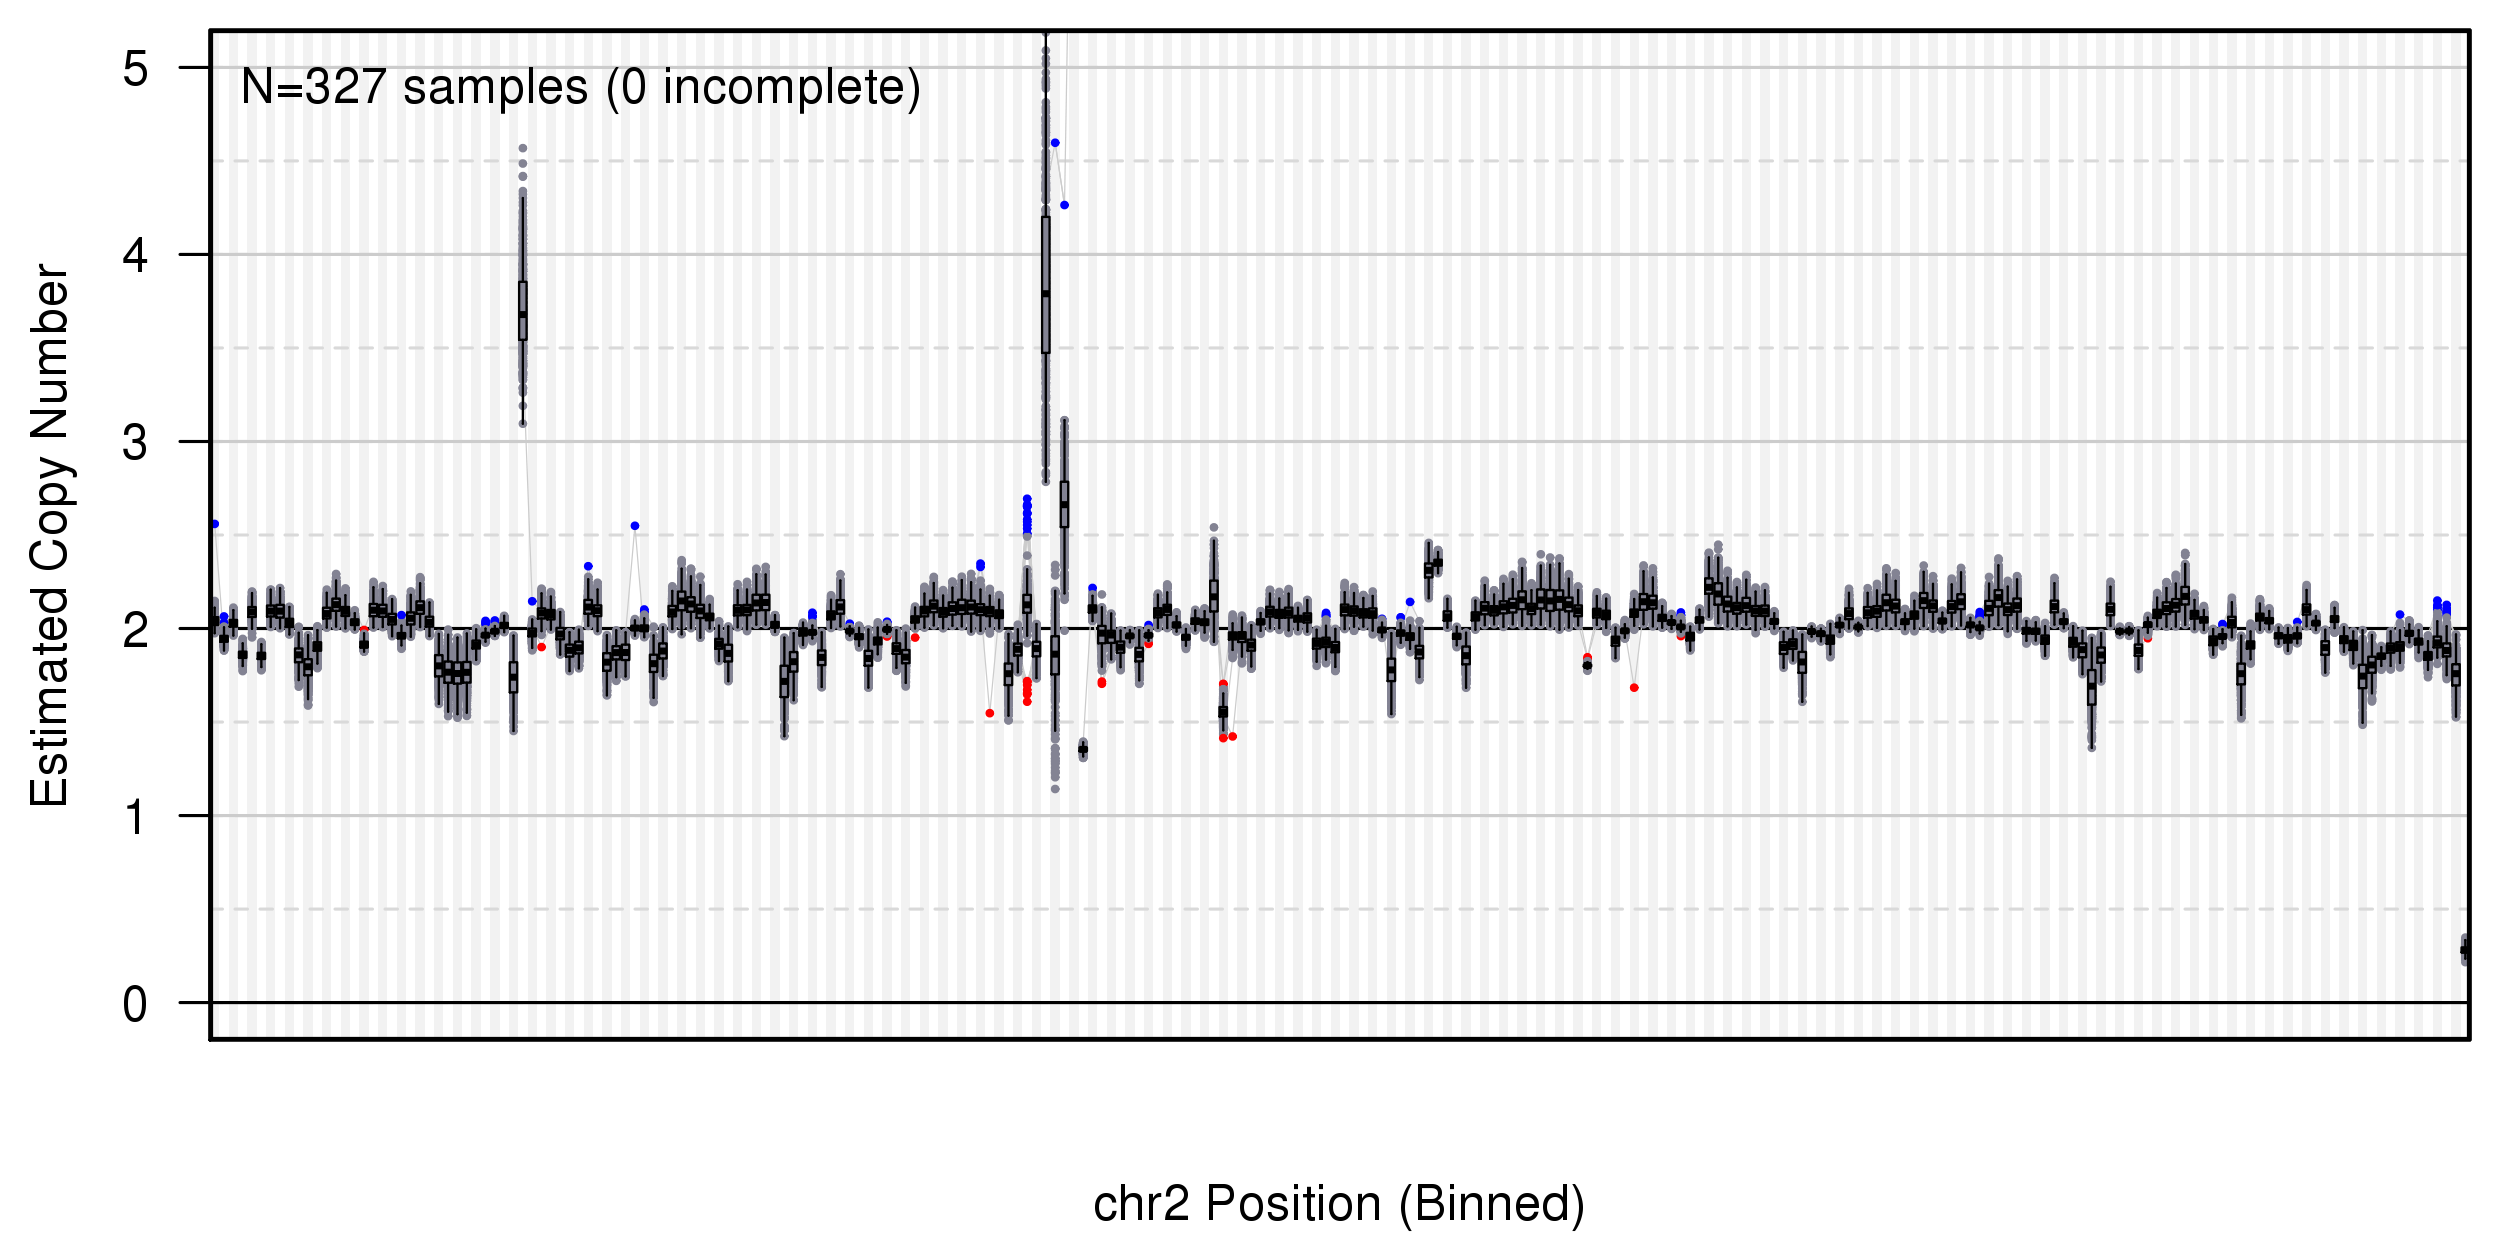 N=327 samples (0 incomplete)
5
4
3
2
1
0
Estimated Copy Number
chr2 Position (Binned)